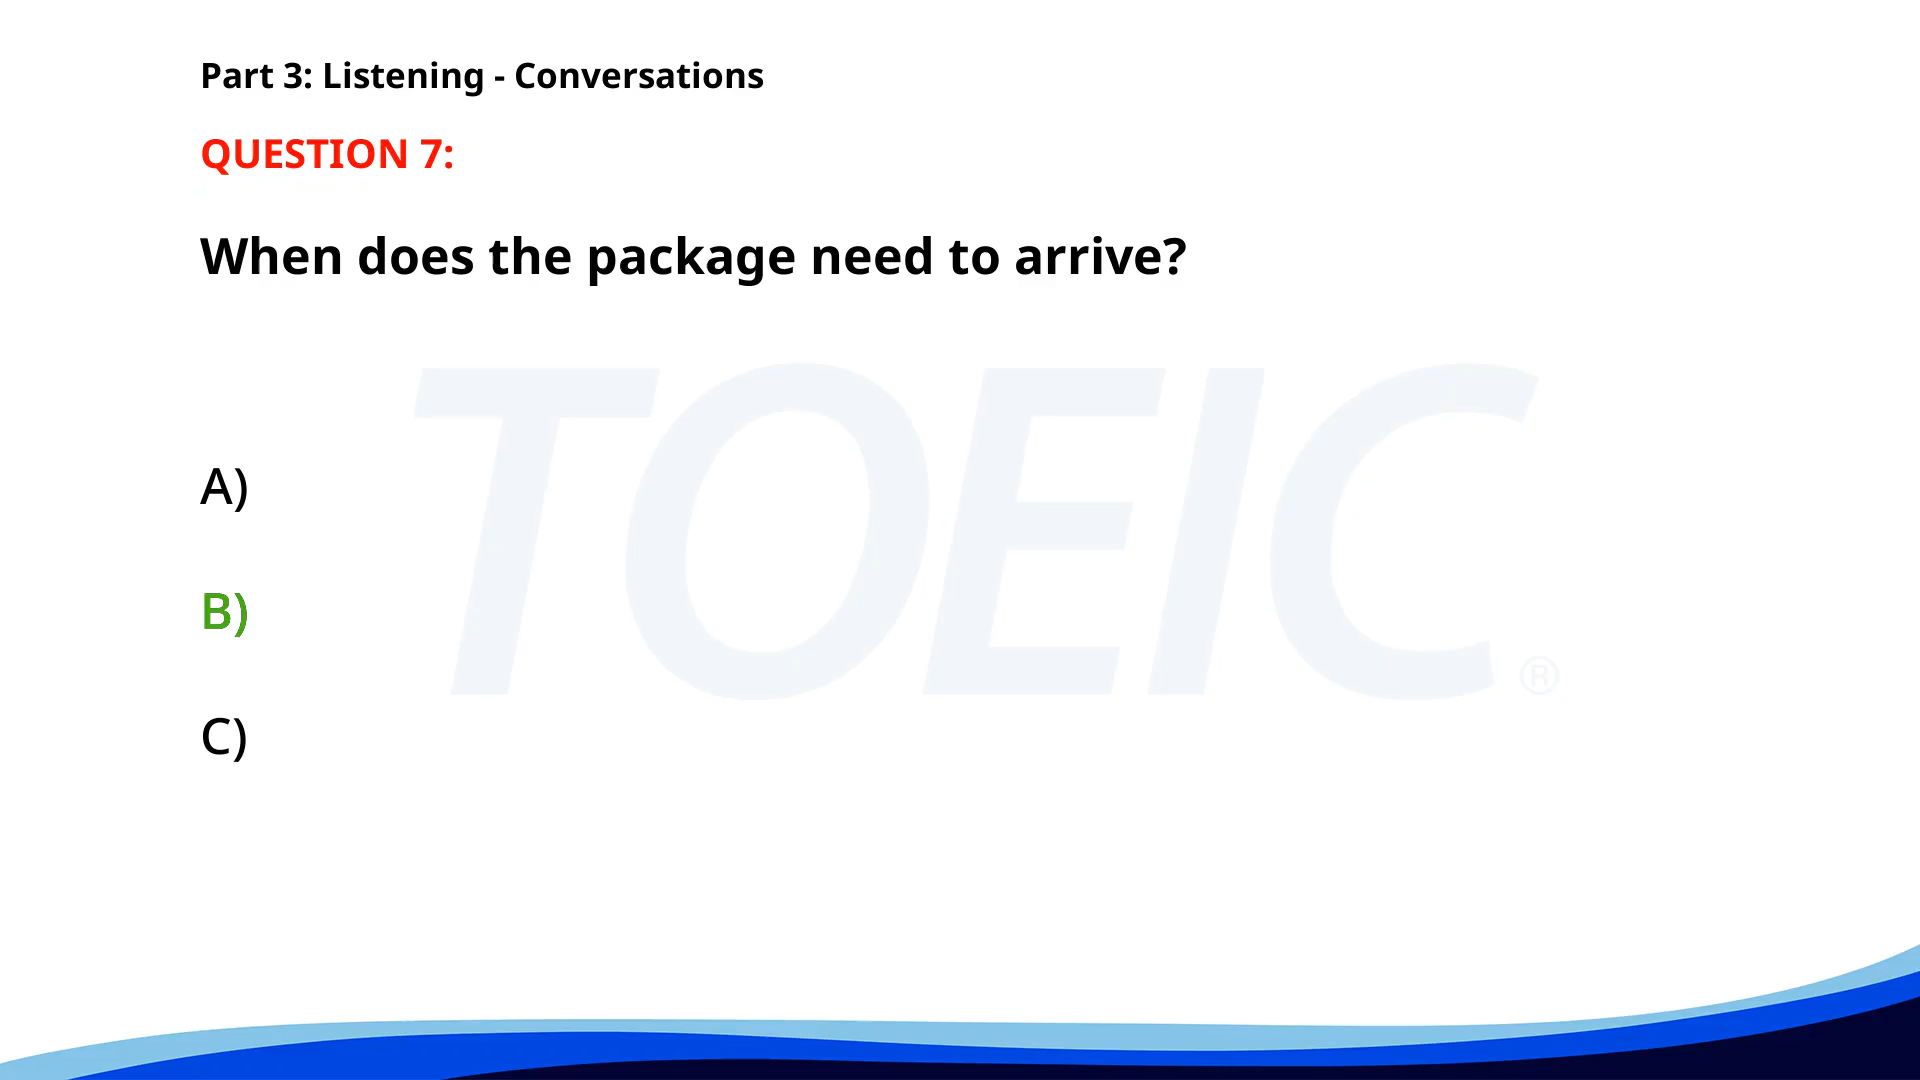 Part 3: Listening - Conversations
QUESTION 7:
When does the package need to arrive?
TOEIC®
A)
B)
C)